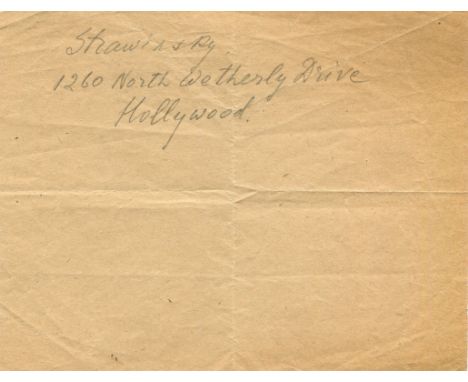 Strawinsky.
1260 North Wetherly Drive
Hollywood.